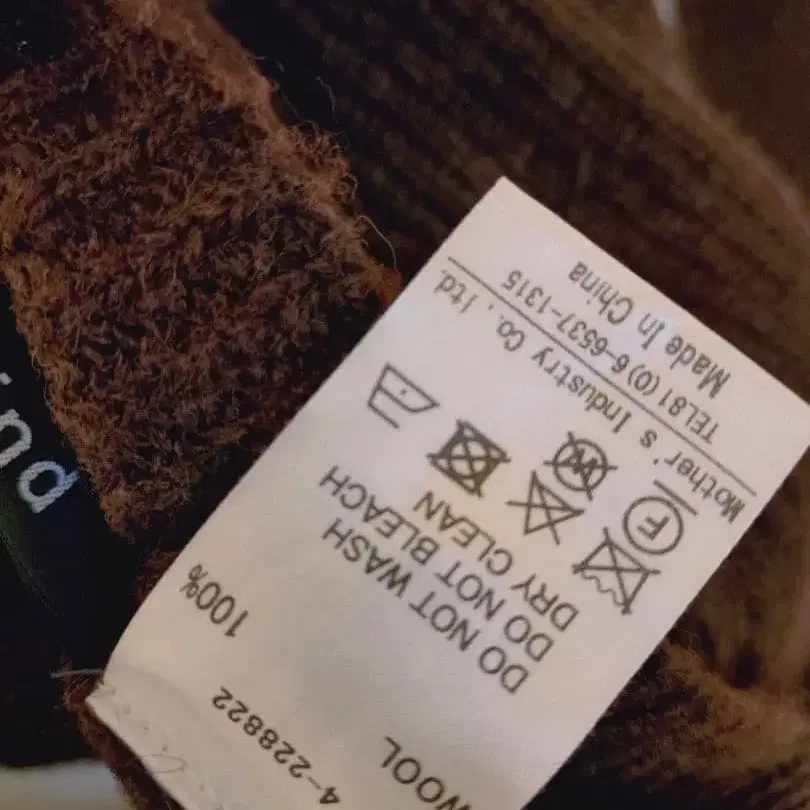 4-228822
WOOL 100%
DO NOT WASH
DO NOT BLEACH
DRY CLEAN
F W
Mother's Industry Co., ltd.
TEL81(0)6-6537-1315
Made In China